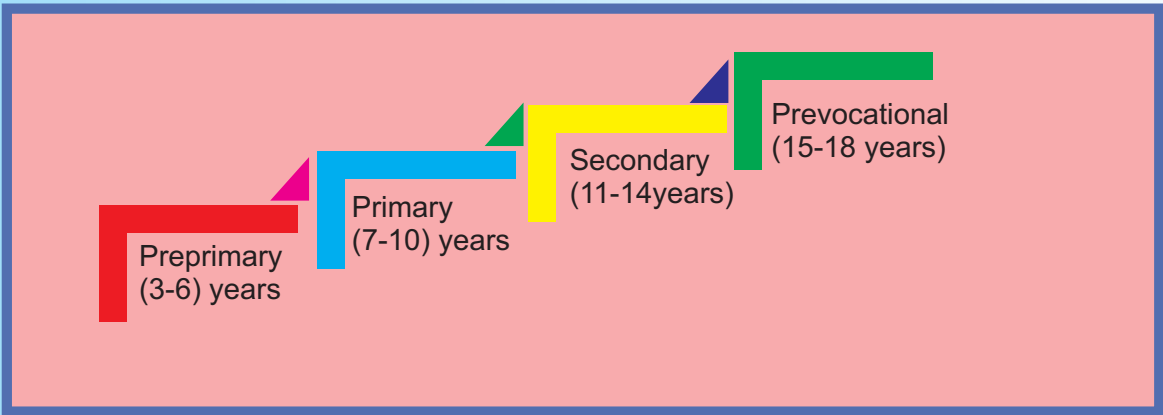 Preprimary
(3-6) years
Primary
(7-10) years
Secondary
(11-14years)
Prevocational
(15-18 years)